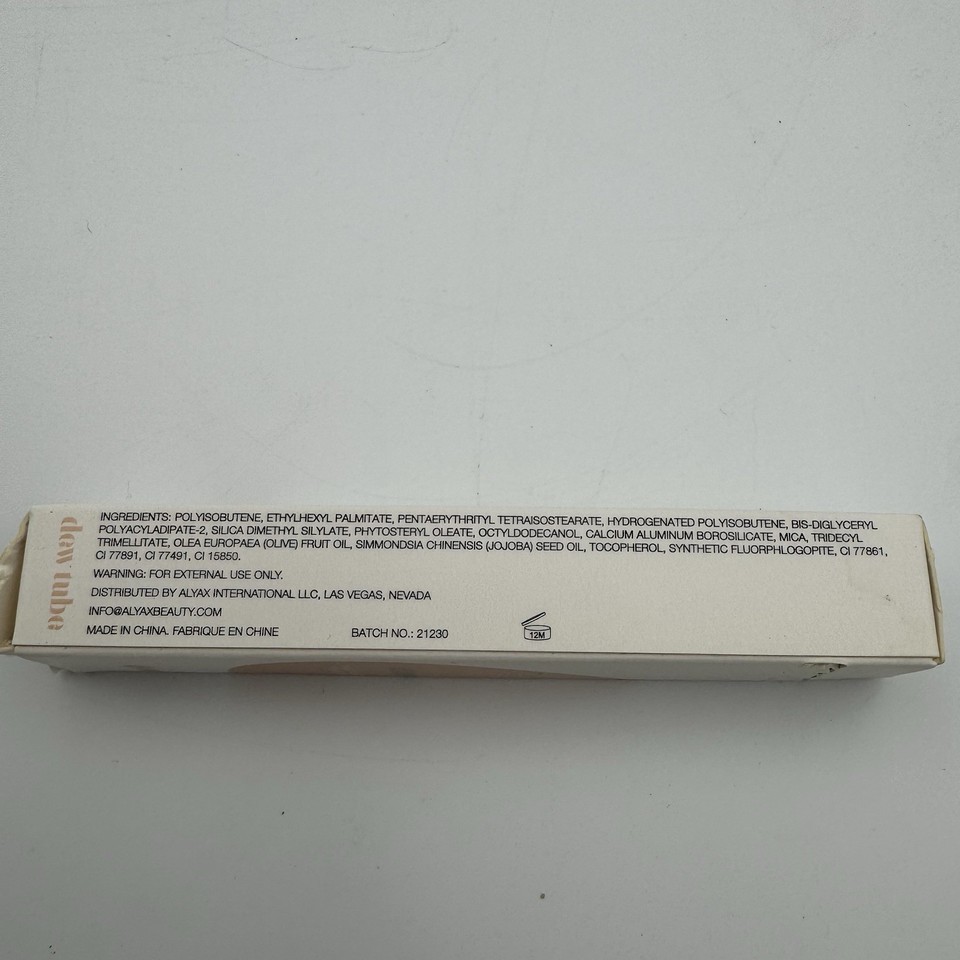 dew tube
INGREDIENTS: POLYISOBUTENE, ETHYLHEXYL PALMITATE, PENTAERYTHRITYL TETRAISOSTEARATE, HYDROGENATED POLYISOBUTENE, BIS-DIGLYCERYL
POLYACYLADIPATE-2, SILICA DIMETHYL SILYLATE, PHYTOSTERYL OLEATE, OCTYLDODECANOL, CALCIUM ALUMINUM BOROSILICATE, MICA, TRIDECYL
TRIMELLITATE, OLEA EUROPAEA (OLIVE) FRUIT OIL, SIMMONDSIA CHINENSIS (JOJOBA) SEED OIL, TOCOPHEROL, SYNTHETIC FLUORPHLOGOPITE, CI 77861,
CI 77891, CI 77491, CI 15850.
WARNING: FOR EXTERNAL USE ONLY.
DISTRIBUTED BY ALYAX INTERNATIONAL LLC, LAS VEGAS, NEVADA
INFO@ALYAXBEAUTY.COM
MADE IN CHINA. FABRIQUE EN CHINE BATCH NO.: 21230 12M